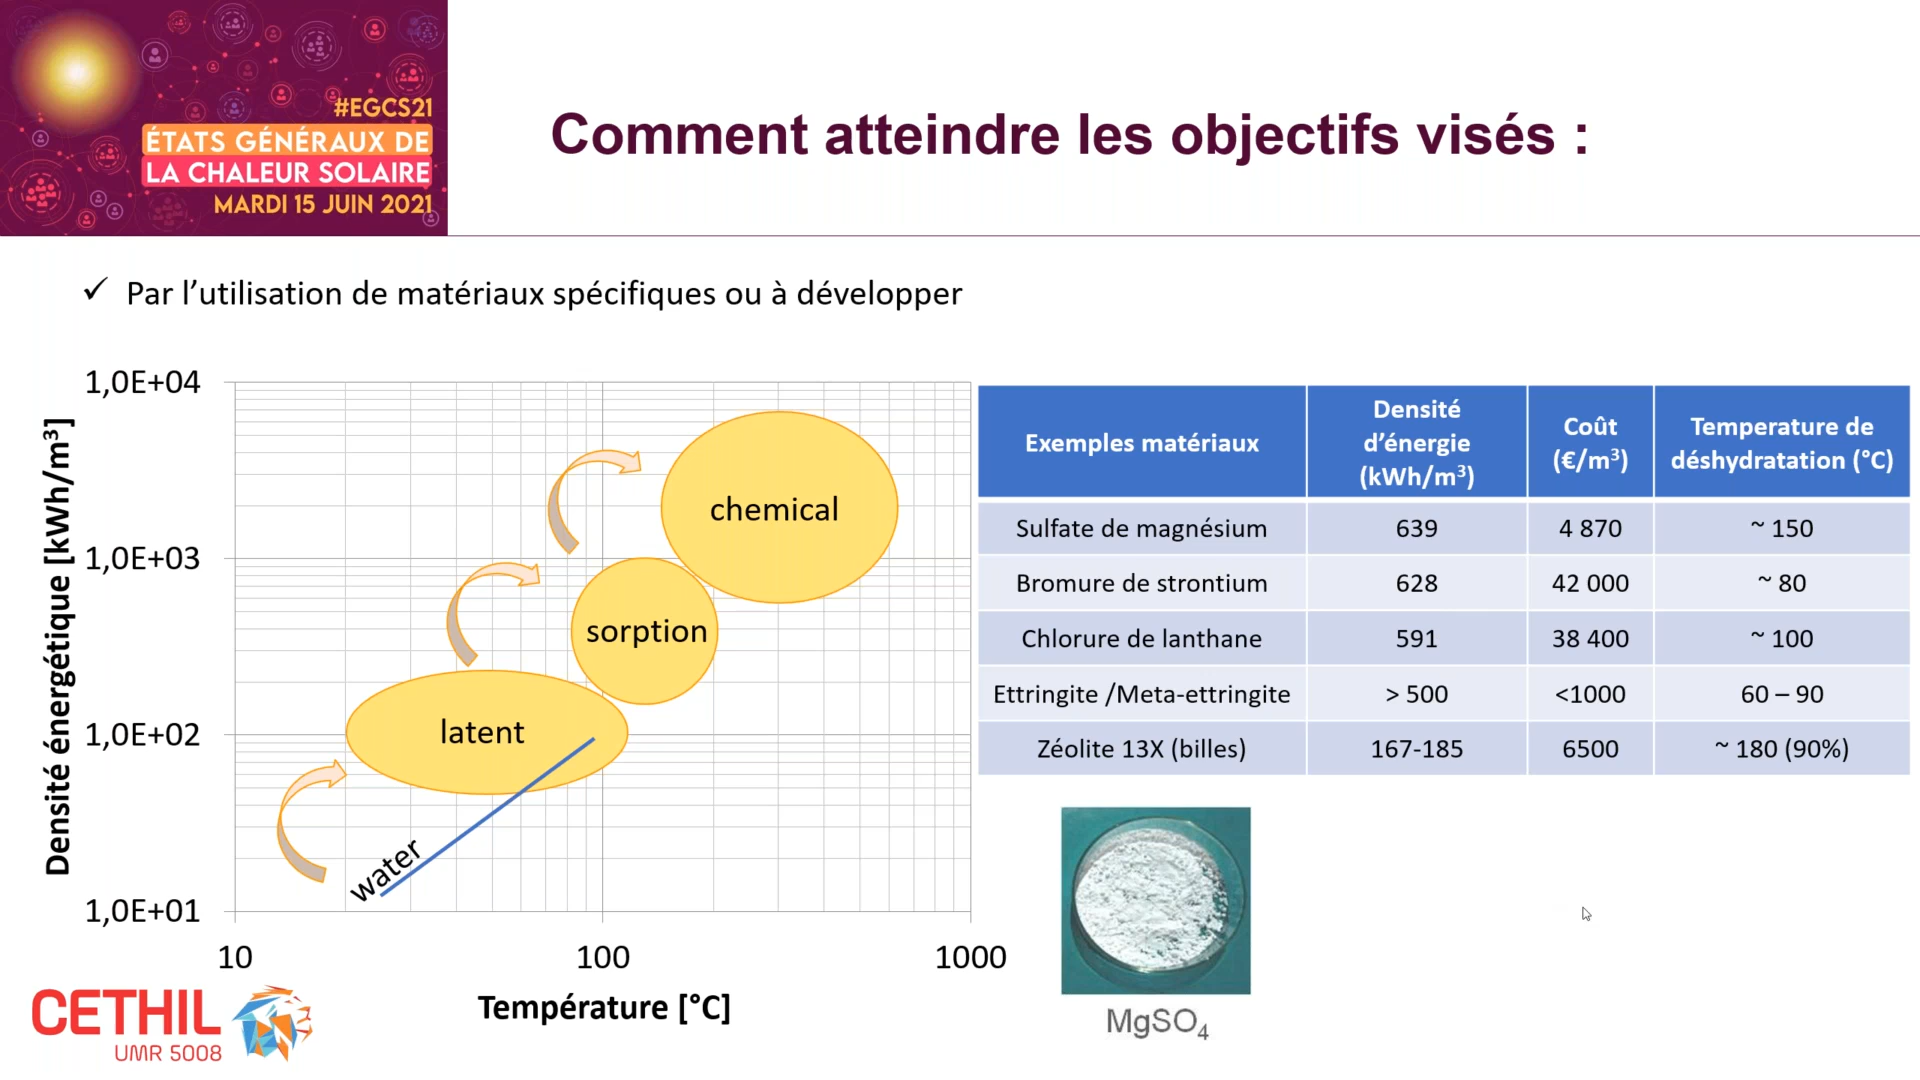 #EGCS21
ÉTATS GÉNÉRAUX DE
LA CHALEUR SOLAIRE
MARDI 15 JUIN 2021
Comment atteindre les objectifs visés :
✓ Par l’utilisation de matériaux spécifiques ou à développer
Densité énergétique [kWh/m³]
1,0E+04
1,0E+03
1,0E+02
1,0E+01
chemical
sorption
latent
water
10 100 1000
Température [°C]
Exemples matériaux
Densité
d’énergie
(kWh/m³)
Coût
(€/m³)
Temperature de
déshydratation (°C)
Sulfate de magnésium 639 4 870 ~ 150
Bromure de strontium 628 42 000 ~ 80
Chlorure de lanthane 591 38 400 ~ 100
Ettringite /Meta-ettringite > 500 <1000 60 – 90
Zéolite 13X (billes) 167-185 6500 ~ 180 (90%)
MgSO₄
CETHIL
UMR 5008